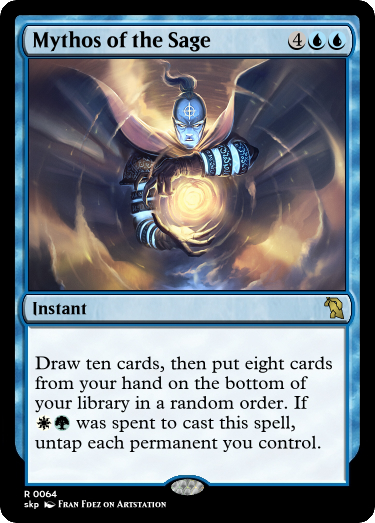 Mythos of the Sage 4
Instant
Draw ten cards, then put eight cards
from your hand on the bottom of
your library in a random order. If
was spent to cast this spell,
untap each permanent you control.
R 0064
skp Fran Fdez on Artstation